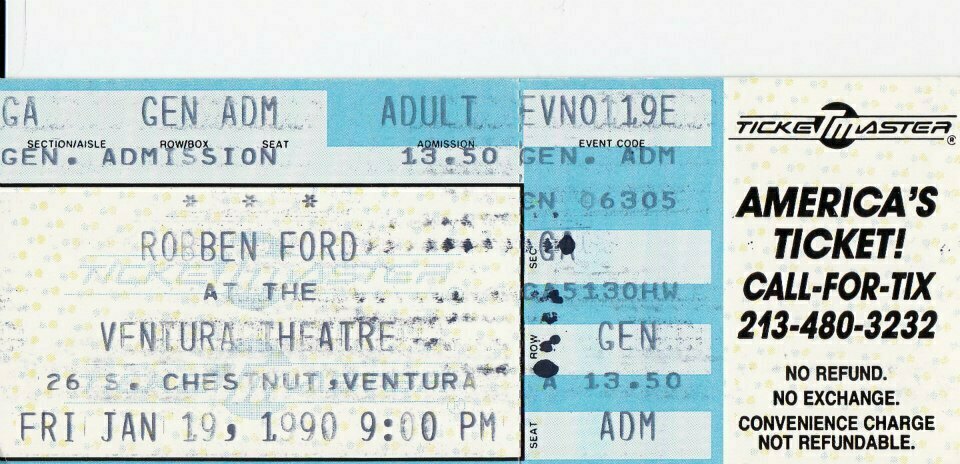 GA GEN ADM ADULT
SECTION/AISLE ROW/BOX SEAT ADMISSION
GEN. ADMISSION 13.50
* * *
ROBBEN FORD
AT THE
VENTURA THEATRE
26 S. CHESTNUT, VENTURA
FRI JAN 19, 1990 9:00 PM
EVN0119E
EVENT CODE
GEN. ADM
CN 06305
SEC
GA
GA5130HW
ROW
GEN
A 13.50
SEAT
ADM
TICKETMASTER®
AMERICA'S
TICKET!
CALL-FOR-TIX
213-480-3232
NO REFUND.
NO EXCHANGE.
CONVENIENCE CHARGE
NOT REFUNDABLE.
TICKETMASTER